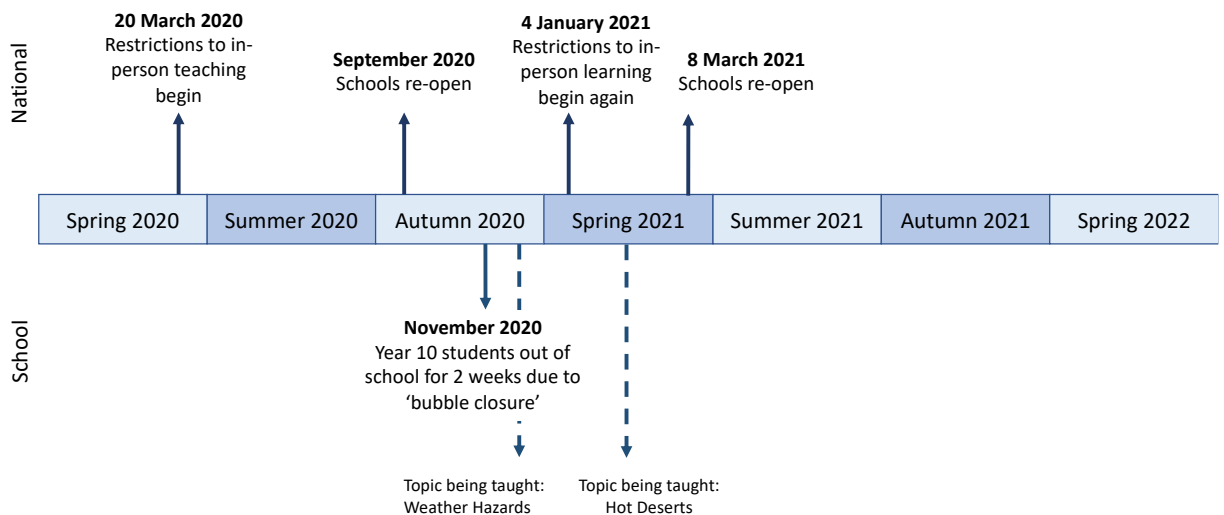 National
20 March 2020
Restrictions to in-
person teaching
begin
September 2020
Schools re-open
4 January 2021
Restrictions to in-
person learning
begin again
8 March 2021
Schools re-open
Spring 2020
Summer 2020
Autumn 2020
Spring 2021
Summer 2021
Autumn 2021
Spring 2022
School
November 2020
Year 10 students out of
school for 2 weeks due to
‘bubble closure’
Topic being taught:
Weather Hazards
Topic being taught:
Hot Deserts